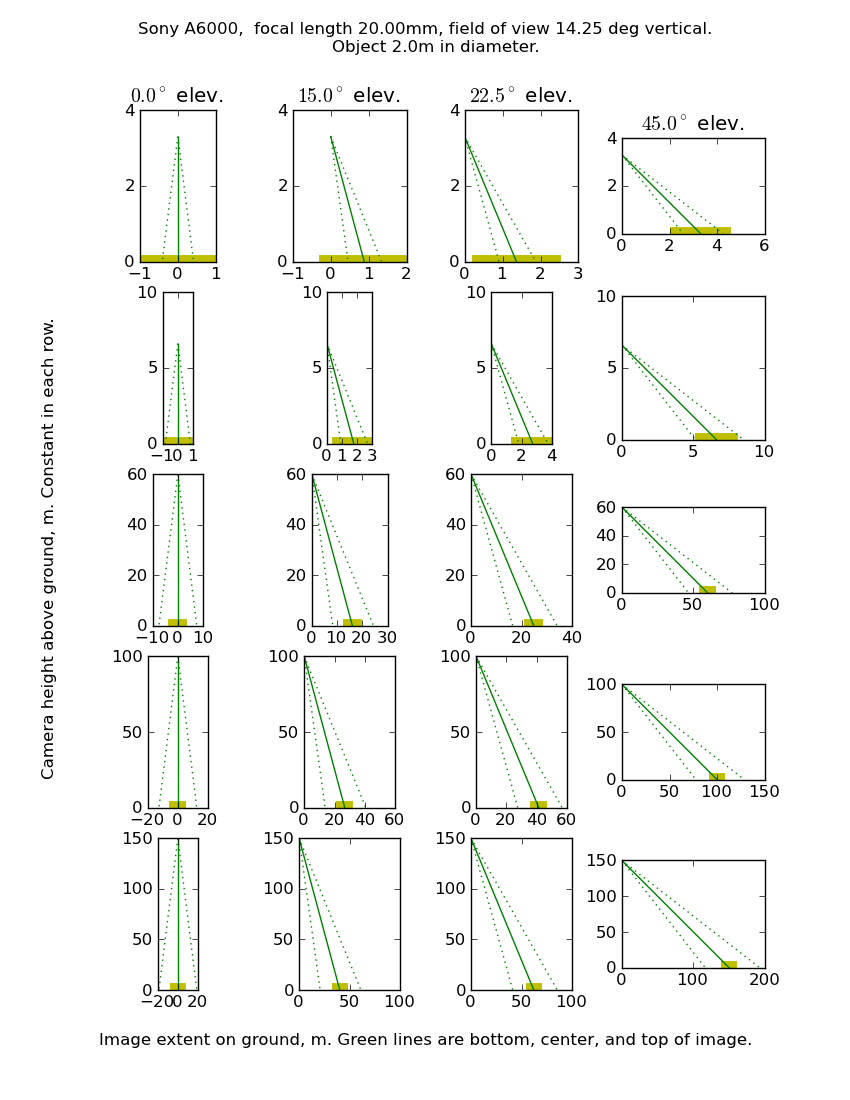 Sony A6000,  focal length 20.00mm, field of view 14.25 deg vertical.
Object 2.0m in diameter.
0.0° elev.
15.0° elev.
22.5° elev.
45.0° elev.
4
2
0
−1 0 1
4
2
0
−1 0 1 2
4
2
0
0 1 2 3
4
2
0
0 2 4 6
10
5
0
−1 0 1
10
5
0
0 1 2 3
10
5
0
0 2 4
10
5
0
0 5 10
60
40
20
0
−10 0 10
60
40
20
0
0 10 20 30
60
40
20
0
0 20 40
60
40
20
0
0 50 100
100
50
0
−20 0 20
100
50
0
0 20 40 60
100
50
0
0 20 40 60
100
50
0
0 50 100 150
150
100
50
0
−20 0 20
150
100
50
0
0 50 100
150
100
50
0
0 50 100
150
100
50
0
0 100 200
Camera height above ground, m. Constant in each row.
Image extent on ground, m. Green lines are bottom, center, and top of image.